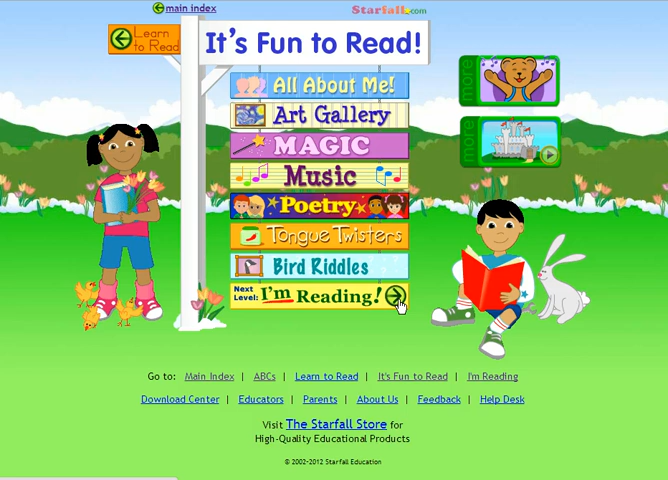 main index
Starfall.com
Learn
to Read
It's Fun to Read!
All About Me!
Art Gallery
MAGIC
Music
Poetry
Tongue Twisters
Bird Riddles
Next
Level: I'm Reading!
more
more
Go to: Main Index | ABCs | Learn to Read | It's Fun to Read | I'm Reading
Download Center | Educators | Parents | About Us | Feedback | Help Desk
Visit The Starfall Store for
High-Quality Educational Products
© 2002-2012 Starfall Education